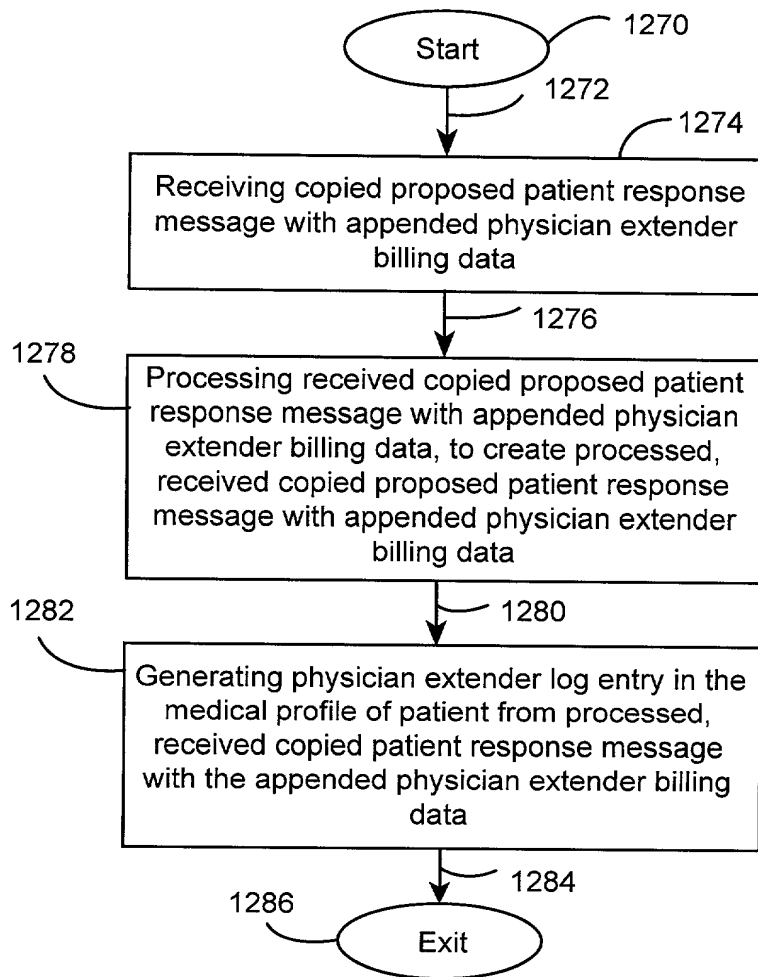 Start
1270
1272
1274
Receiving copied proposed patient response
message with appended physician extender
billing data
1276
1278
Processing received copied proposed patient
response message with appended physician
extender billing data, to create processed,
received copied proposed patient response
message with appended physician extender
billing data
1280
1282
Generating physician extender log entry in the
medical profile of patient from processed,
received copied patient response message
with the appended physician extender billing
data
1284
1286
Exit